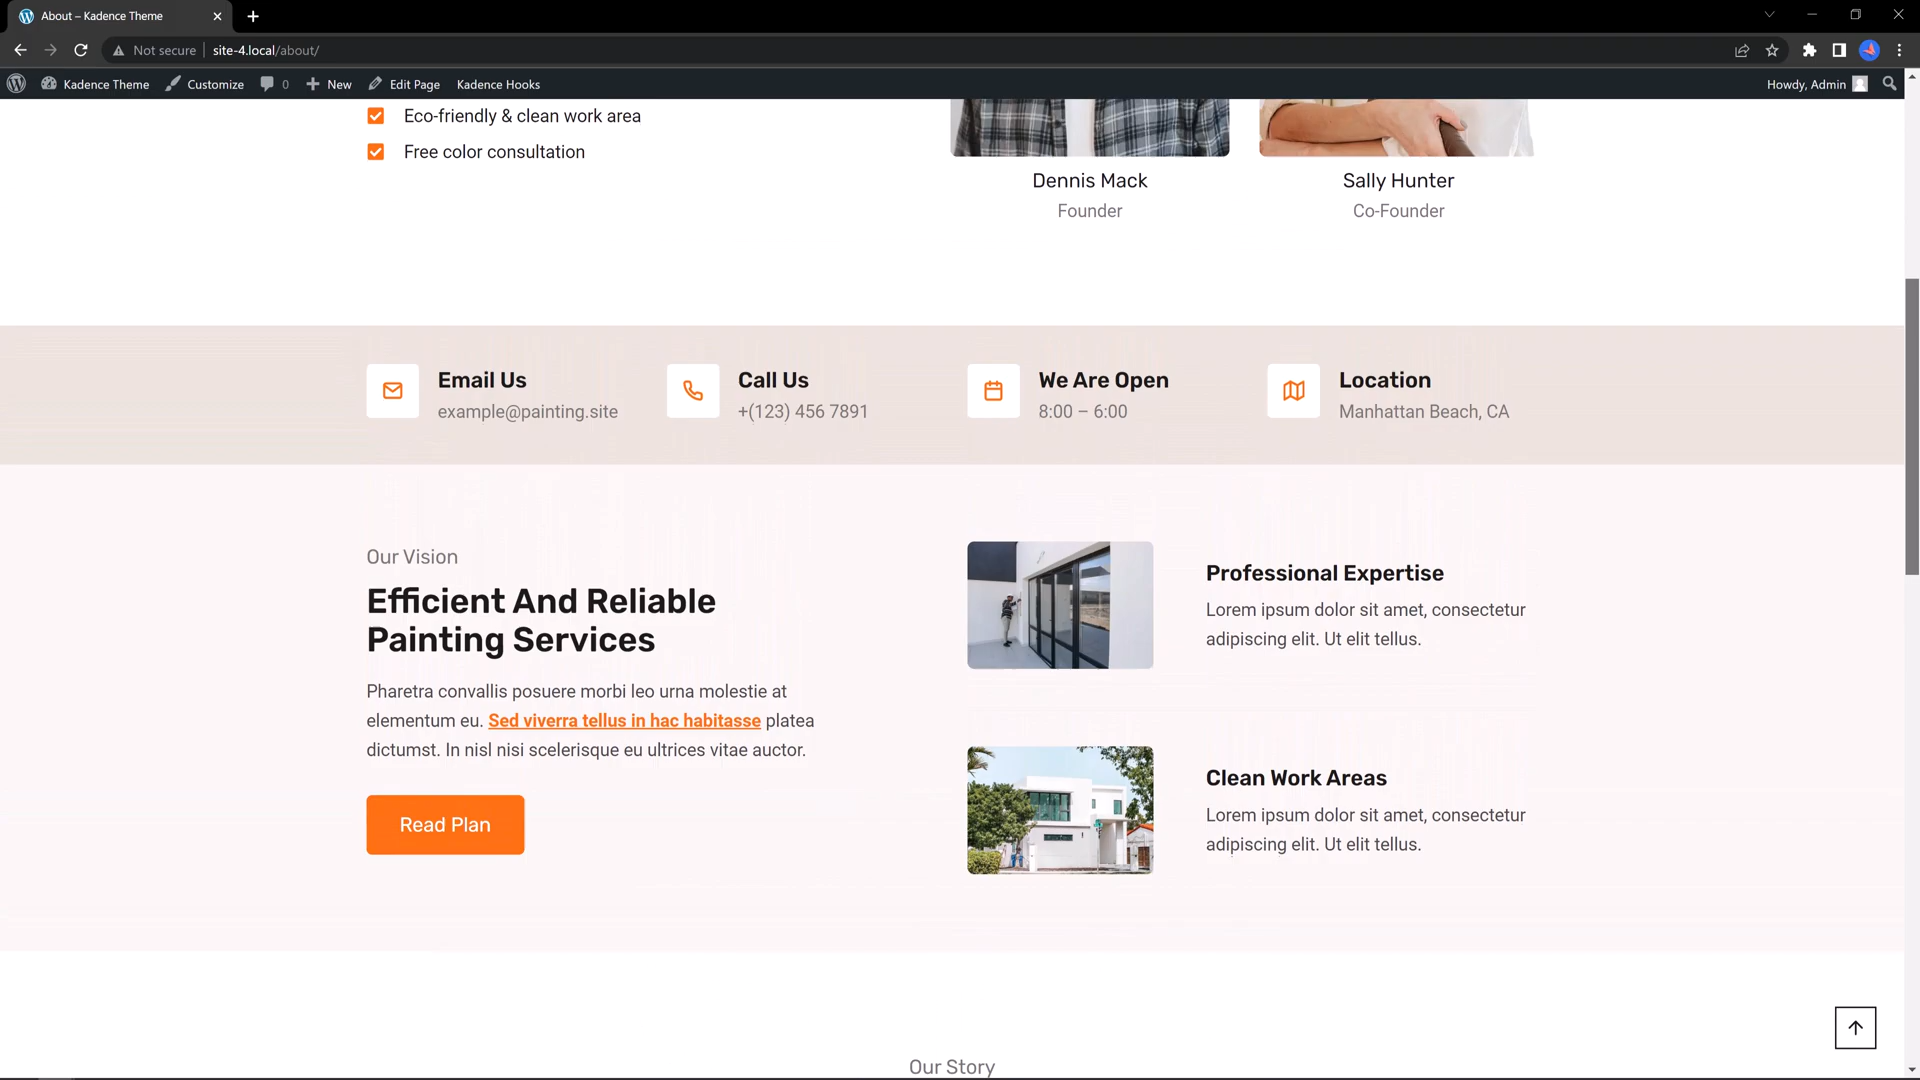 About – Kadence Theme
Not secure
site-4.local/about/
Kadence Theme
Customize
0
New
Edit Page
Kadence Hooks
Howdy, Admin
Eco-friendly & clean work area
Free color consultation
Dennis Mack
Founder
Sally Hunter
Co-Founder
Email Us
example@painting.site
Call Us
+(123) 456 7891
We Are Open
8:00 – 6:00
Location
Manhattan Beach, CA
Our Vision
Efficient And Reliable
Painting Services
Pharetra convallis posuere morbi leo urna molestie at
elementum eu. Sed viverra tellus in hac habitasse platea
dictumst. In nisl nisi scelerisque eu ultrices vitae auctor.
Read Plan
Professional Expertise
Lorem ipsum dolor sit amet, consectetur
adipiscing elit. Ut elit tellus.
Clean Work Areas
Lorem ipsum dolor sit amet, consectetur
adipiscing elit. Ut elit tellus.
Our Story